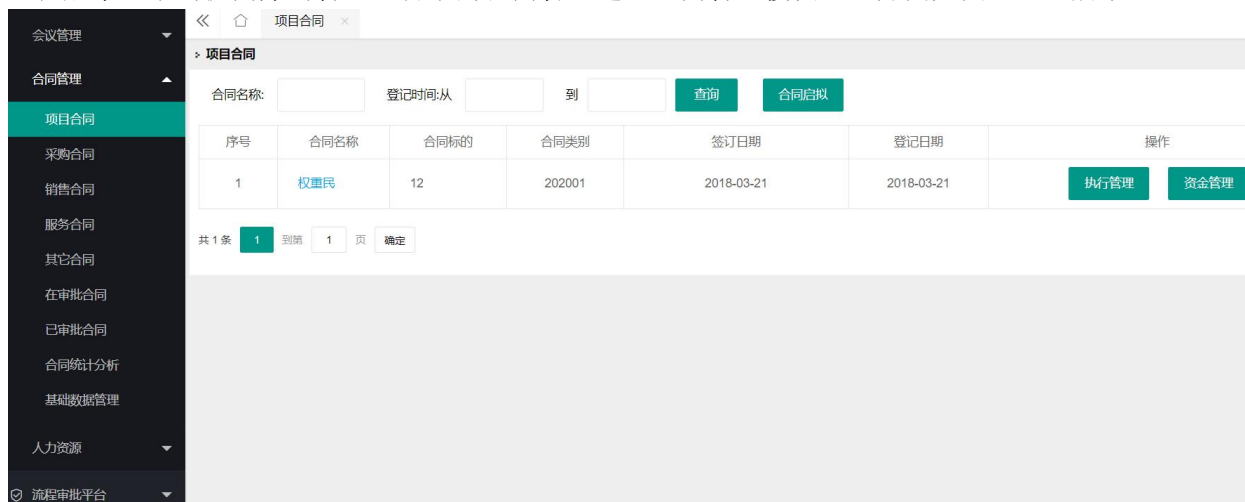 会议管理
合同管理
项目合同
采购合同
销售合同
服务合同
其它合同
在审批合同
已审批合同
合同统计分析
基础数据管理
人力资源
流程审批平台
项目合同 ×
项目合同
合同名称: 登记时间:从 到 查询 合同启拟
序号 合同名称 合同标的 合同类别 签订日期 登记日期 操作
1 权重民 12 202001 2018-03-21 2018-03-21 执行管理 资金管理
共 1 条 1 到第 1 页 确定